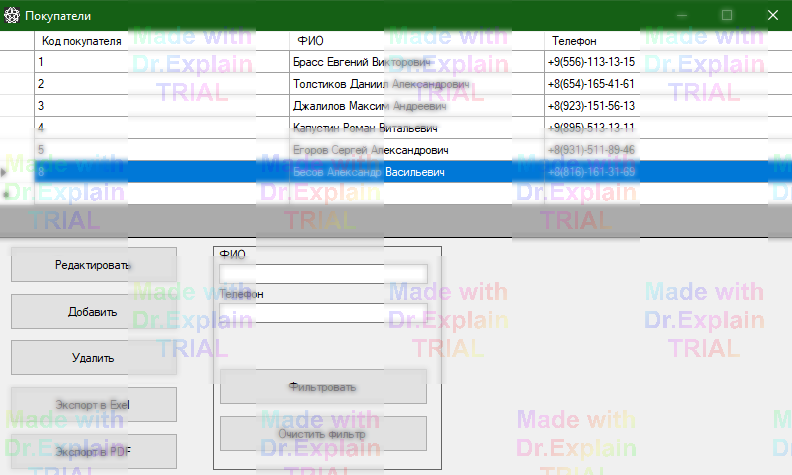 Покупатели
Код покупателя ФИО Телефон
1 Брасс Евгений Викторович +9(556)-113-13-15
2 Толстиков Даниил Александрович +8(654)-165-41-61
3 Джалилов Максим Андреевич +8(923)-151-56-13
4 Капустин Роман Витальевич +9(895)-513-13-11
5 Егоров Сергей Александрович +8(931)-511-89-46
8 Бесов Александр Васильевич +8(816)-161-31-69
Made with Made with Made with
Dr.Explain Dr.Explain Dr.Explain
TRIAL TRIAL TRIAL
Made with Made with Made with
Dr.Explain Dr.Explain Dr.Explain
TRIAL TRIAL TRIAL
Редактировать
Добавить
Удалить
Экспорт в Exel
Экспорт в PDF
ФИО
Телефон
Фильтровать
Очистить фильтр
Made with Made with Made with
Dr.Explain Dr.Explain Dr.Explain
TRIAL TRIAL TRIAL
Made with Made with Made with
Dr.Explain Dr.Explain Dr.Explain
TRIAL TRIAL TRIAL